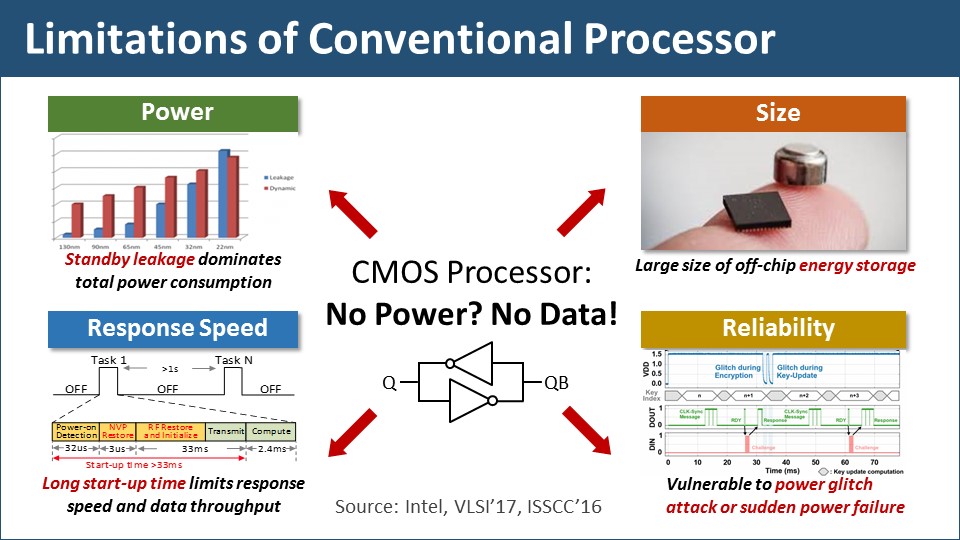 Limitations of Conventional Processor
Power
Leakage
Dynamic
130nm 90nm 65nm 45nm 32nm 22nm
Standby leakage dominates
total power consumption
Size
Large size of off-chip energy storage
CMOS Processor:
No Power? No Data!
Q QB
Response Speed
Task 1 Task N
>1s
OFF OFF OFF
Power-on Detection
NVP Restore
RF Restore and Initialize
Transmit
Compute
32us 3us 33ms 2.4ms
Start-up time >33ms
Long start-up time limits response
speed and data throughput
Reliability
VDD
1.5
1.0
0.5
0.0
Glitch during
Encryption
Glitch during
Key-Update
Key
Index
n n+1 n+2 n+3
DOUT
1
0
CLK-Sync
Message
RDY
Response
CLK-Sync
Message
RDY
Response
DIN
1
0
Challenge
Challenge
0 10 20 30 40 50 60 70
Time (ms)
: Key update computation
Vulnerable to power glitch
attack or sudden power failure
Source: Intel, VLSI’17, ISSCC’16